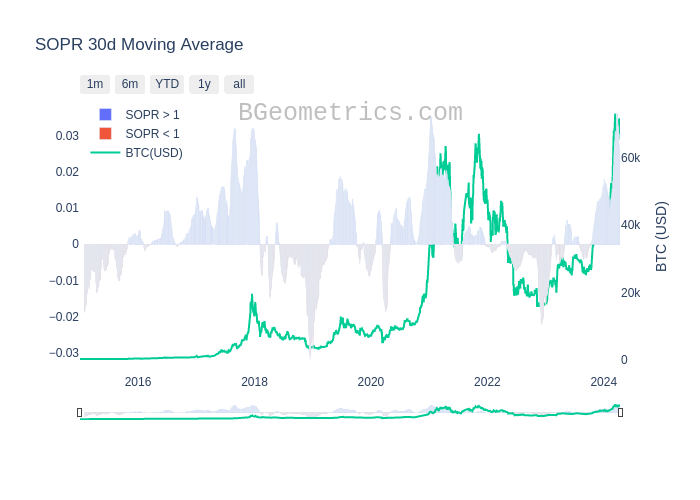 SOPR 30d Moving Average
1m 6m YTD 1y all
BGeometrics.com
SOPR > 1
SOPR < 1
BTC(USD)
0.03
0.02
0.01
0
−0.01
−0.02
−0.03
60k
40k
20k
0
BTC (USD)
2016 2018 2020 2022 2024